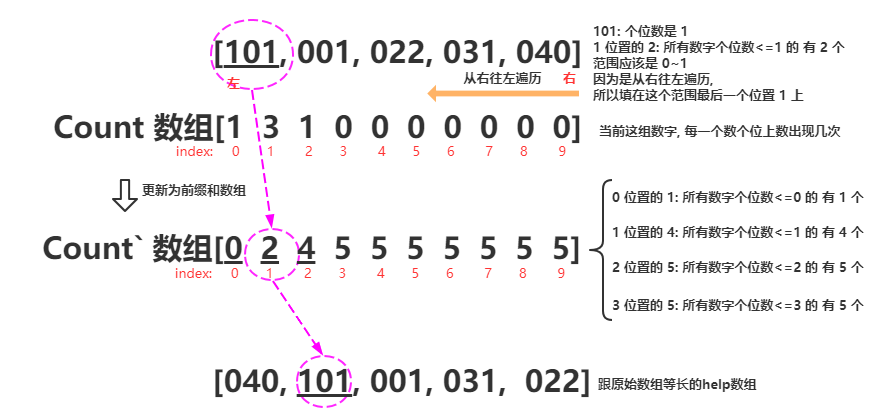 [101, 001, 022, 031, 040]
左
从右往左遍历 右
101: 个位数是 1
1 位置的 2: 所有数字个位数<=1 的 有 2 个
范围应该是 0~1
因为是从右往左遍历,
所以填在这个范围最后一个位置 1 上
Count 数组[1 3 1 0 0 0 0 0 0 0]
index: 0 1 2 3 4 5 6 7 8 9
当前这组数字, 每一个数个位上数出现几次
更新为前缀和数组
Count` 数组[0 2 4 5 5 5 5 5 5 5]
index: 0 1 2 3 4 5 6 7 8 9
0 位置的 1: 所有数字个位数<=0 的 有 1 个
1 位置的 4: 所有数字个位数<=1 的 有 4 个
2 位置的 5: 所有数字个位数<=2 的 有 5 个
3 位置的 5: 所有数字个位数<=3 的 有 5 个
[040, 101, 001, 031, 022]
跟原始数组等长的help数组